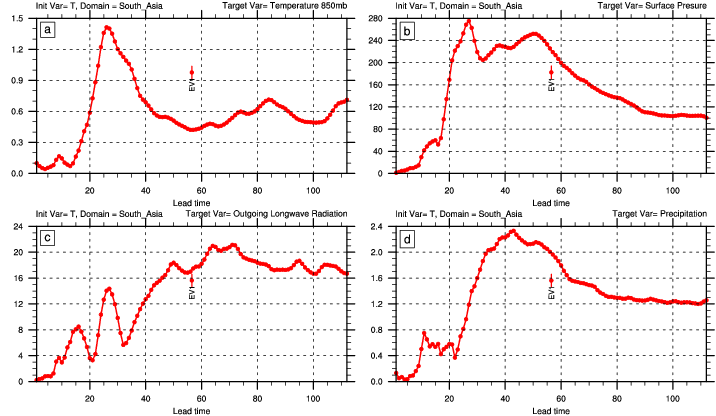 Init Var= T, Domain = South_Asia Target Var= Temperature 850mb
a
1.5
1.2
0.9
0.6
0.3
0.0
EV1
20 40 60 80 100
Lead time
Init Var= T, Domain = South_Asia Target Var= Surface Presure
b
280
240
200
160
120
80
40
0
EV1
20 40 60 80 100
Lead time
Init Var= T, Domain = South_Asia Target Var= Outgoing Longwave Radiation
c
24
20
16
12
8
4
0
EV1
20 40 60 80 100
Lead time
Init Var= T, Domain = South_Asia Target Var= Precipitation
d
2.4
2.0
1.6
1.2
0.8
0.4
0.0
EV1
20 40 60 80 100
Lead time